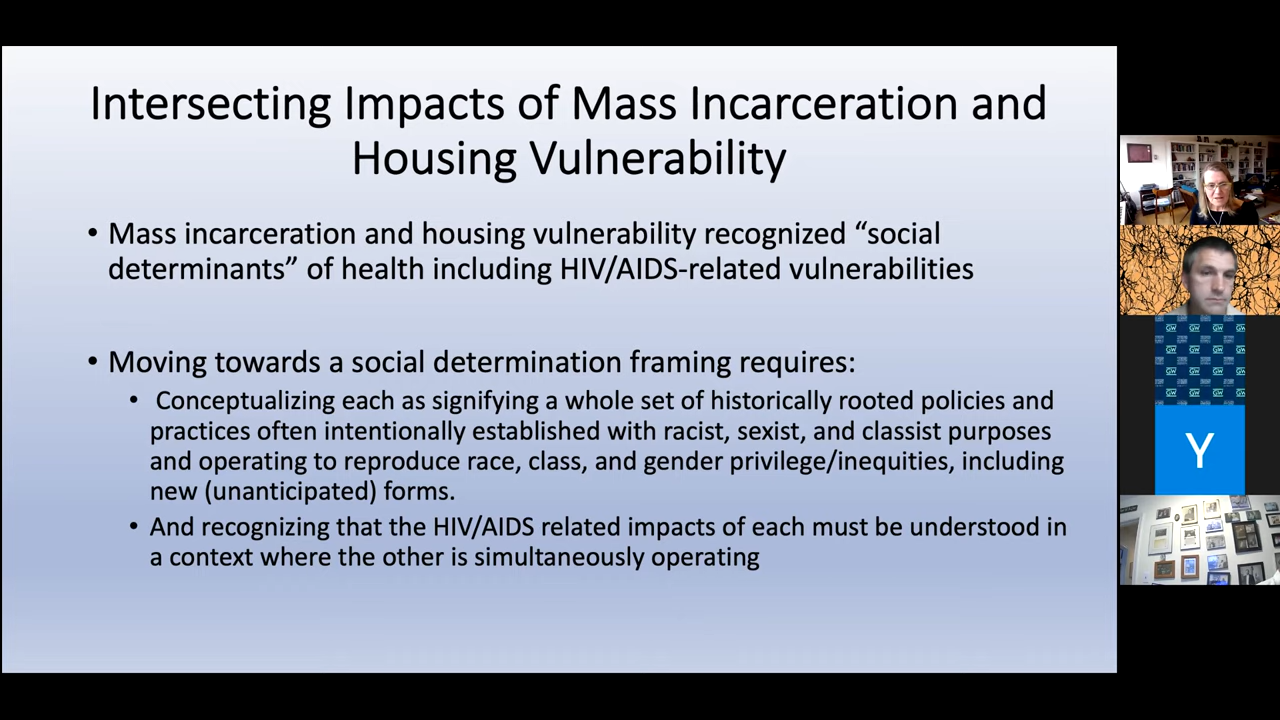 Intersecting Impacts of Mass Incarceration and
Housing Vulnerability
• Mass incarceration and housing vulnerability recognized “social
determinants” of health including HIV/AIDS-related vulnerabilities
• Moving towards a social determination framing requires:
• Conceptualizing each as signifying a whole set of historically rooted policies and
practices often intentionally established with racist, sexist, and classist purposes
and operating to reproduce race, class, and gender privilege/inequities, including
new (unanticipated) forms.
• And recognizing that the HIV/AIDS related impacts of each must be understood in
a context where the other is simultaneously operating
GW
Y